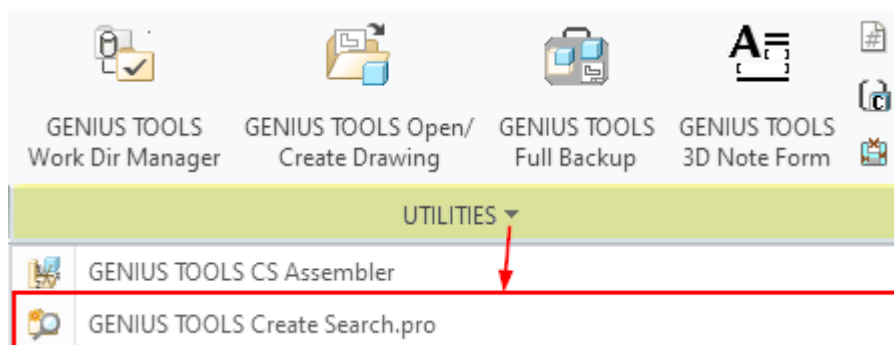 GENIUS TOOLS
Work Dir Manager
GENIUS TOOLS Open/
Create Drawing
GENIUS TOOLS
Full Backup
A
GENIUS TOOLS
3D Note Form
#
C
UTILITIES
GENIUS TOOLS CS Assembler
GENIUS TOOLS Create Search.pro